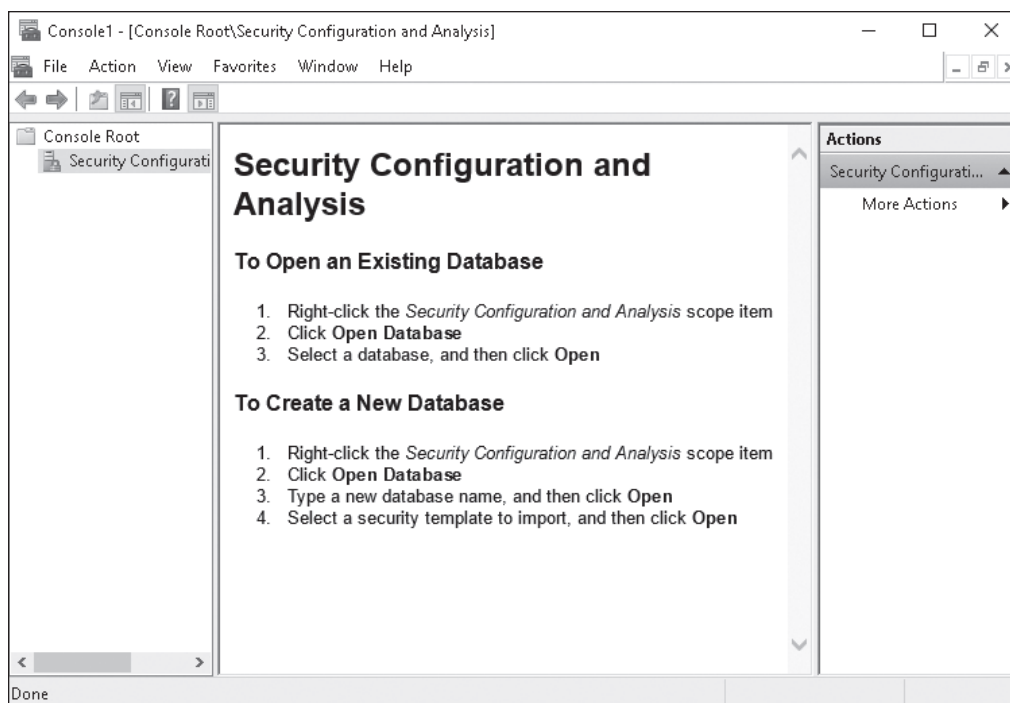 Console1 - [Console Root\Security Configuration and Analysis]
File Action View Favorites Window Help
Console Root
Security Configurati
Security Configuration and
Analysis
To Open an Existing Database
1. Right-click the Security Configuration and Analysis scope item
2. Click Open Database
3. Select a database, and then click Open
To Create a New Database
1. Right-click the Security Configuration and Analysis scope item
2. Click Open Database
3. Type a new database name, and then click Open
4. Select a security template to import, and then click Open
Actions
Security Configurati...
More Actions
Done